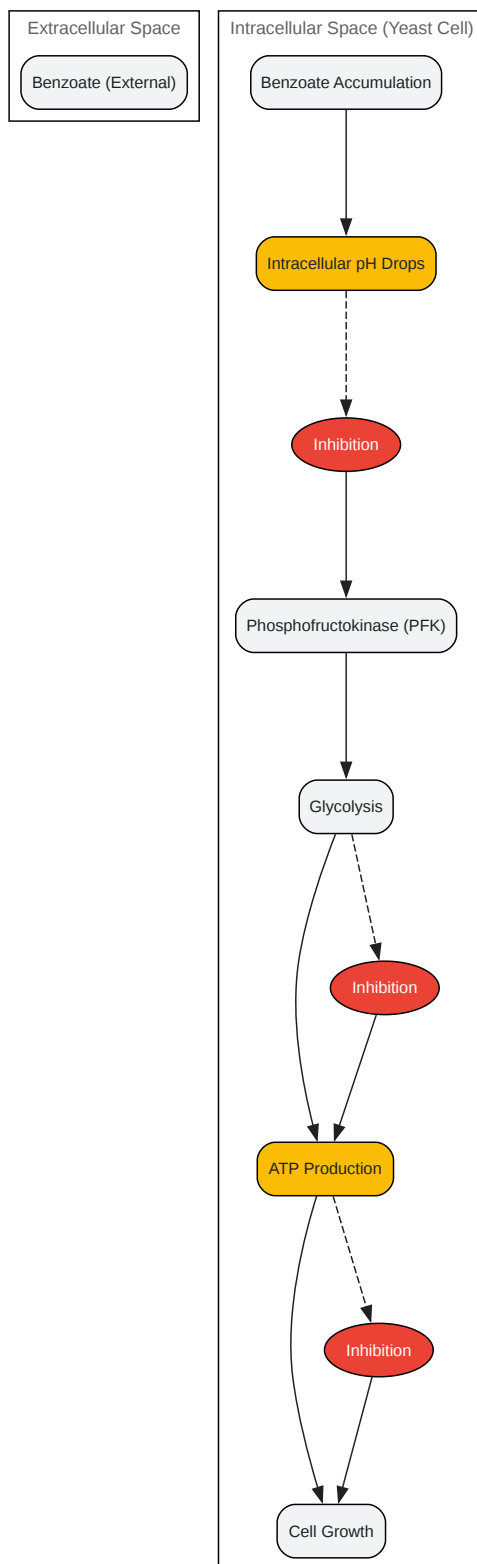 Extracellular Space
Benzoate (External)
Intracellular Space (Yeast Cell)
Benzoate Accumulation
Intracellular pH Drops
Inhibition
Phosphofructokinase (PFK)
Glycolysis
Inhibition
ATP Production
Inhibition
Cell Growth